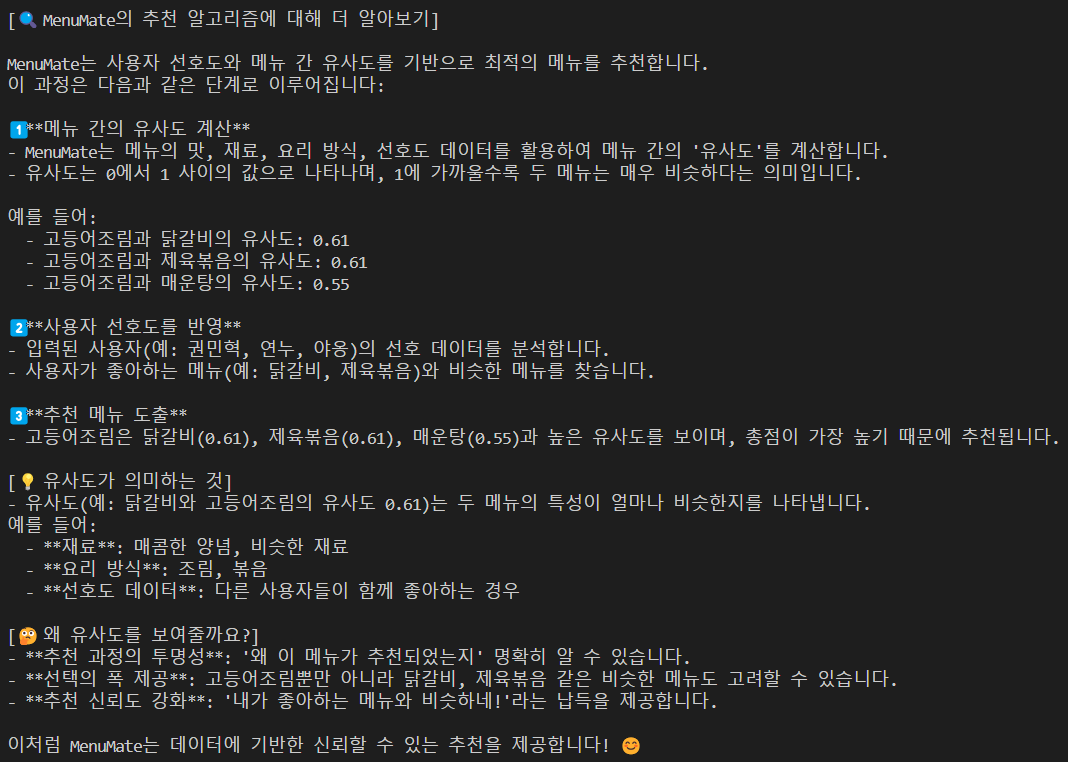 [🔍 MenuMate의 추천 알고리즘에 대해 더 알아보기]
MenuMate는 사용자 선호도와 메뉴 간 유사도를 기반으로 최적의 메뉴를 추천합니다.
이 과정은 다음과 같은 단계로 이루어집니다:
1️⃣**메뉴 간의 유사도 계산**
- MenuMate는 메뉴의 맛, 재료, 요리 방식, 선호도 데이터를 활용하여 메뉴 간의 '유사도'를 계산합니다.
- 유사도는 0에서 1 사이의 값으로 나타나며, 1에 가까울수록 두 메뉴는 매우 비슷하다는 의미입니다.
예를 들어:
- 고등어조림과 닭갈비의 유사도: 0.61
- 고등어조림과 제육볶음의 유사도: 0.61
- 고등어조림과 매운탕의 유사도: 0.55
2️⃣**사용자 선호도를 반영**
- 입력된 사용자(예: 권민혁, 연누, 야옹)의 선호 데이터를 분석합니다.
- 사용자가 좋아하는 메뉴(예: 닭갈비, 제육볶음)와 비슷한 메뉴를 찾습니다.
3️⃣**추천 메뉴 도출**
- 고등어조림은 닭갈비(0.61), 제육볶음(0.61), 매운탕(0.55)과 높은 유사도를 보이며, 총점이 가장 높기 때문에 추천됩니다.
[💡 유사도가 의미하는 것]
- 유사도(예: 닭갈비와 고등어조림의 유사도 0.61)는 두 메뉴의 특성이 얼마나 비슷한지를 나타냅니다.
예를 들어:
- **재료**: 매콤한 양념, 비슷한 재료
- **요리 방식**: 조림, 볶음
- **선호도 데이터**: 다른 사용자들이 함께 좋아하는 경우
[🤔 왜 유사도를 보여줄까요?]
- **추천 과정의 투명성**: '왜 이 메뉴가 추천되었는지' 명확히 알 수 있습니다.
- **선택의 폭 제공**: 고등어조림뿐만 아니라 닭갈비, 제육볶음 같은 비슷한 메뉴도 고려할 수 있습니다.
- **추천 신뢰도 강화**: '내가 좋아하는 메뉴와 비슷하네!'라는 납득을 제공합니다.
이처럼 MenuMate는 데이터에 기반한 신뢰할 수 있는 추천을 제공합니다! 😊